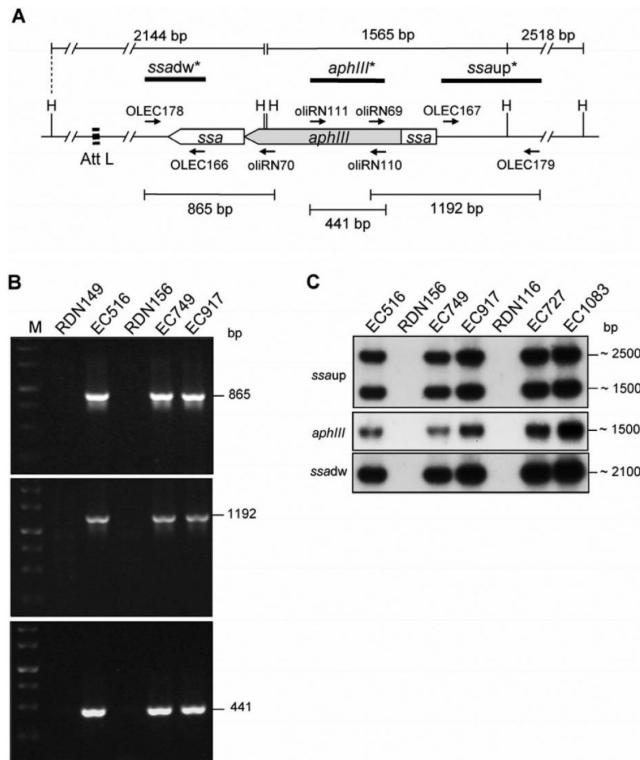 A
2144 bp 1565 bp 2518 bp
ssadw* aphIII* ssaup*
H H H H H
OLEC178 oliRN111 oliRN69 OLEC167
ssa aphIII ssa
Att L OLEC166 oliRN70 oliRN110 OLEC179
865 bp 441 bp 1192 bp
B
M RDN149 EC516 RDN156 EC749 EC917 bp
865
1192
441
C
EC516 RDN156 EC749 EC917 RDN116 EC727 EC1083 bp
ssaup ~ 2500
~ 1500
aphIII ~ 1500
ssadw ~ 2100